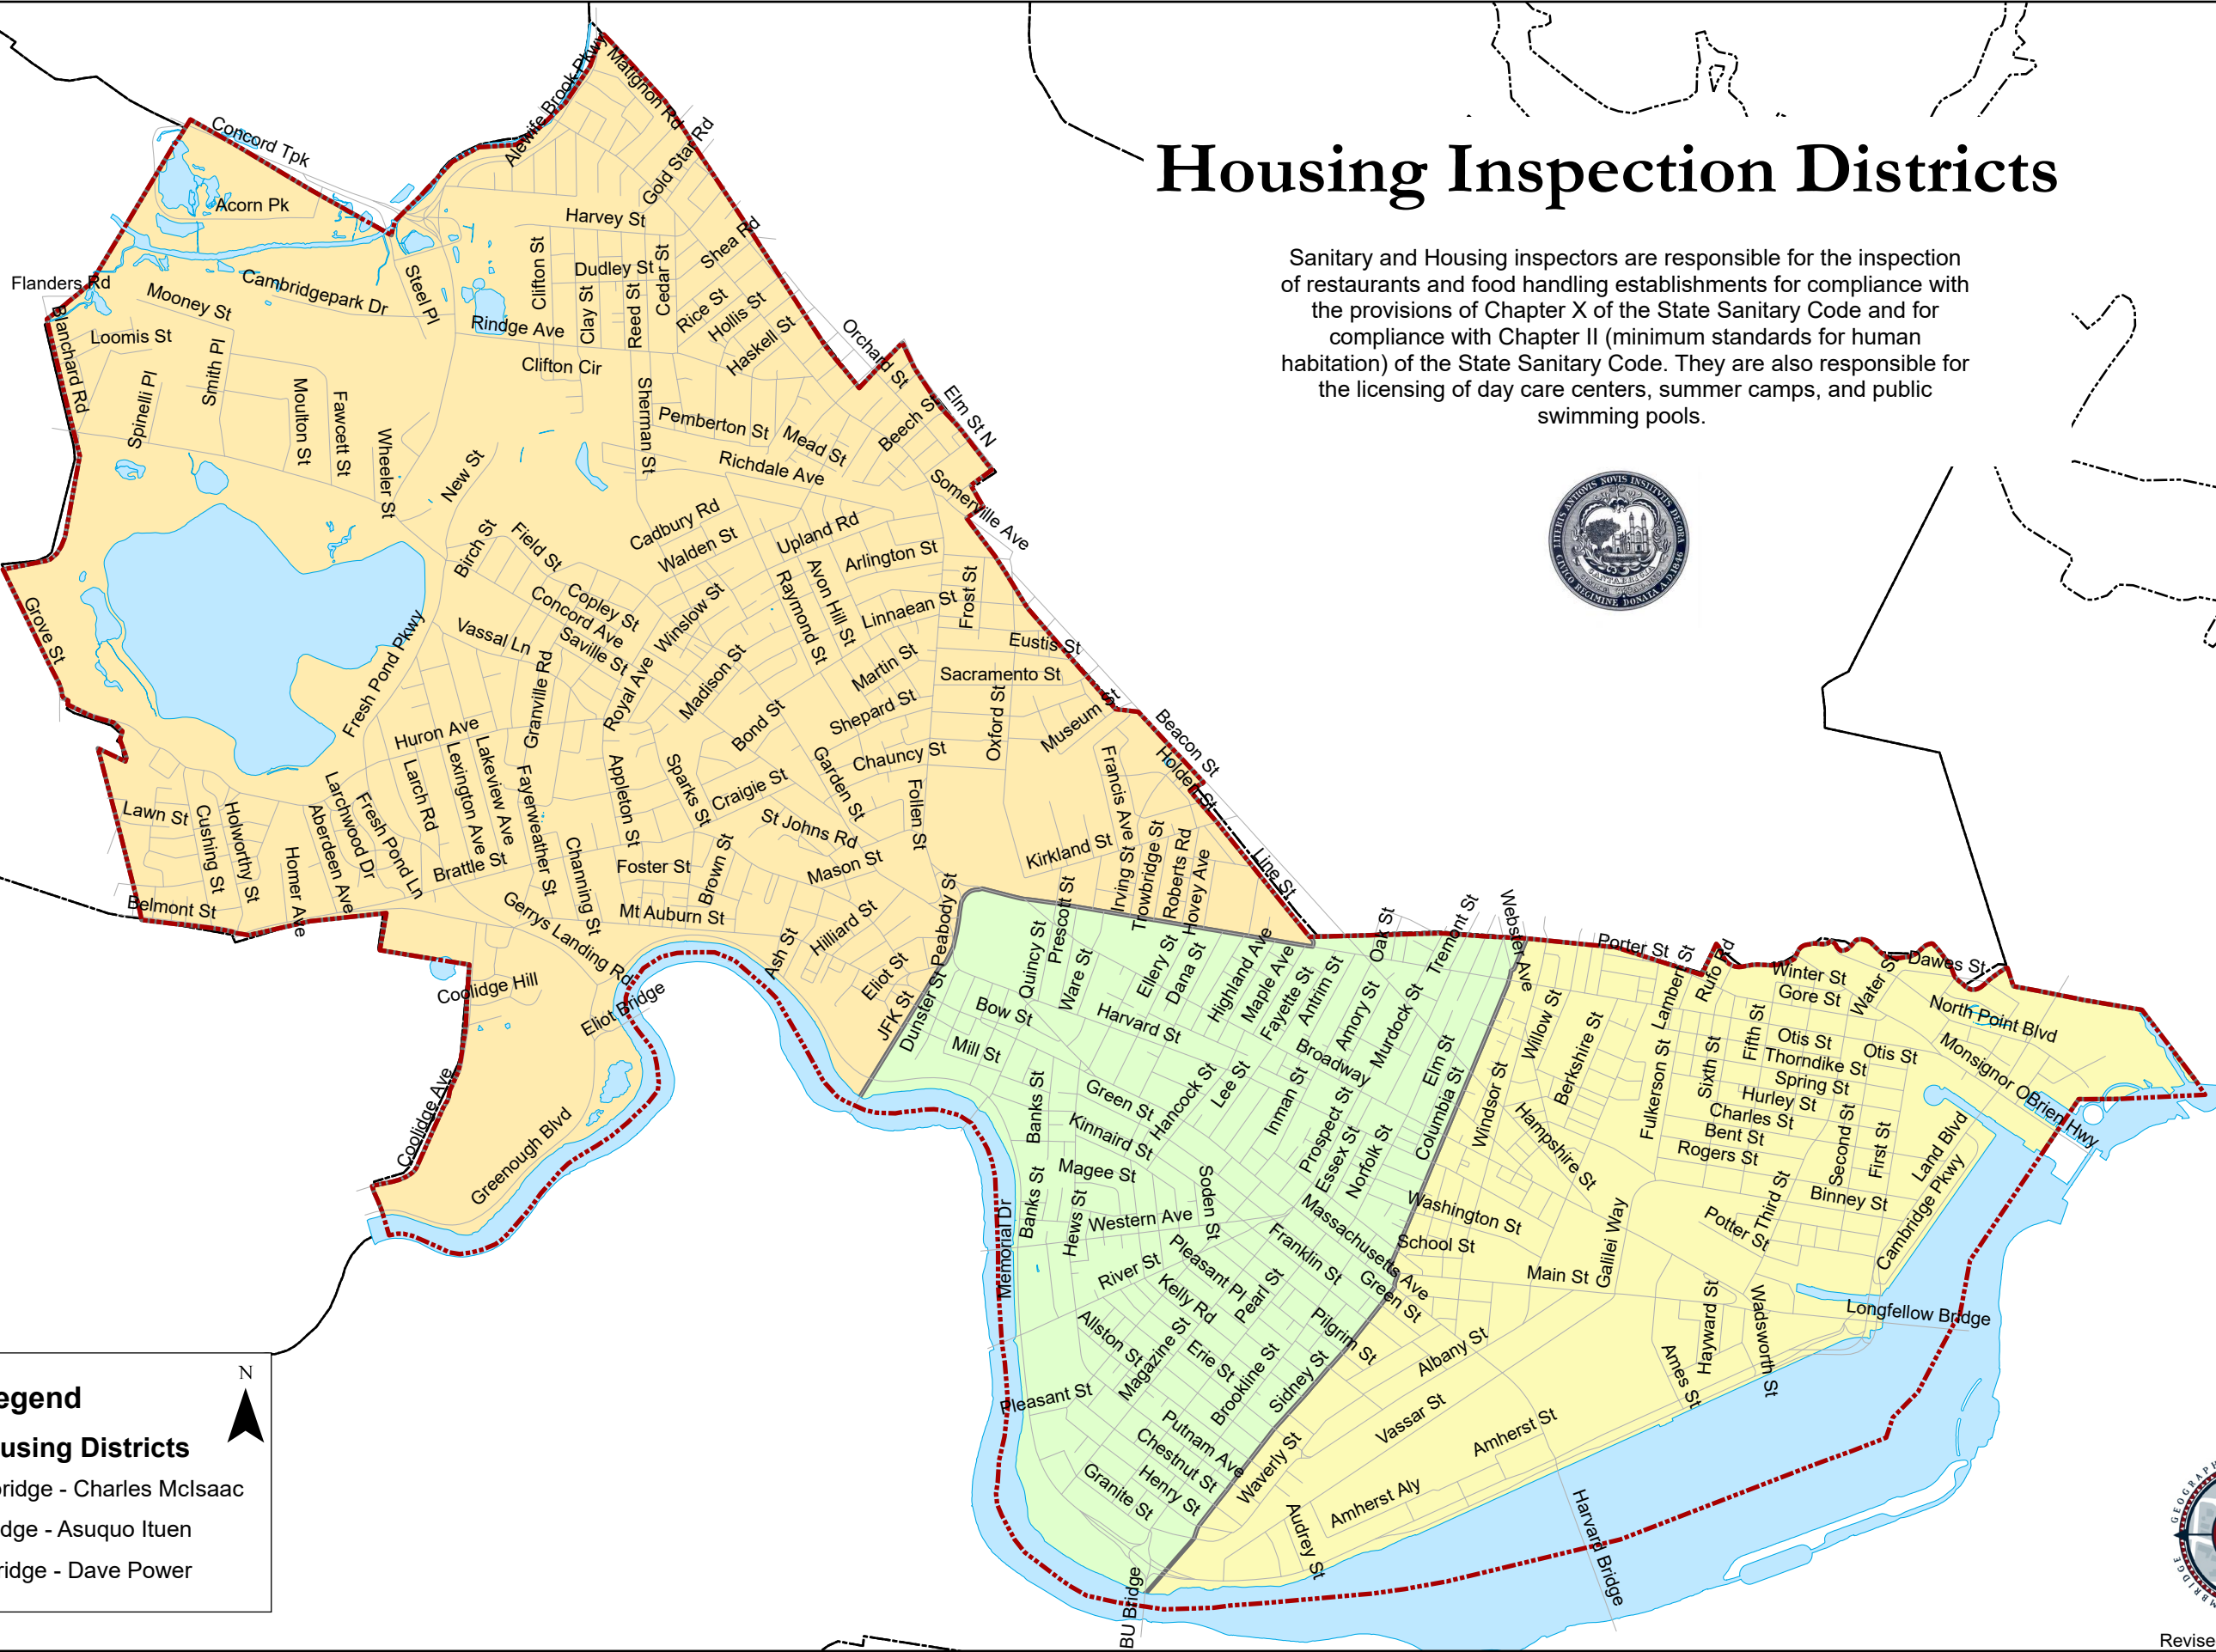 Housing Inspection Districts
Sanitary and Housing inspectors are responsible for the inspection
of restaurants and food handling establishments for compliance with
the provisions of Chapter X of the State Sanitary Code and for
compliance with Chapter II (minimum standards for human
habitation) of the State Sanitary Code. They are also responsible for
the licensing of day care centers, summer camps, and public
swimming pools.
LITERIS ANTIQVIS NOVIS INSTITVTIS DECORA
CIVICO REGIMINE DONATA A.D. 1846
CANTABRIGIA
Alewife Brook Pkwy
Matignon Rd
Concord Tpk
Gold Star Rd
Acorn Pk
Harvey St
Shea Rd
Flanders Rd
Mooney St
Cambridgepark Dr
Steel Pl
Clifton St
Dudley St
Cedar St
Clay St
Reed St
Rice St
Hollis St
Haskell St
Blanchard Rd
Loomis St
Rindge Ave
Clifton Cir
Orchard St
Elm St N
Smith Pl
Spinelli Pl
Moulton St
Fawcett St
Wheeler St
Sherman St
Pemberton St
Mead St
Beech St
Richdale Ave
New St
Somerville Ave
Cadbury Rd
Walden St
Upland Rd
Arlington St
Birch St
Field St
Copley St
Concord Ave
Saville St
Winslow St
Raymond St
Avon Hill St
Linnaean St
Frost St
Grove St
Vassal Ln
Fresh Pond Pkwy
Granville Rd
Royal Ave
Madison St
Martin St
Eustis St
Sacramento St
Shepard St
Oxford St
Museum St
Bond St
Huron Ave
Beacon St
Holden St
Chauncy St
Garden St
Francis Ave
Lakeview Ave
Lexington Ave
Larch Rd
Fayerweather St
Appleton St
Sparks St
Craigie St
Follen St
Lawn St
Cushing St
Holworthy St
Larchwood Dr
Fresh Pond Ln
Aberdeen Ave
Homer Ave
Brattle St
Channing St
Foster St
Brown St
St Johns Rd
Mason St
Kirkland St
Irving St
Trowbridge St
Roberts Rd
Hovey Ave
Line St
Belmont St
Gerrys Landing Rd
Mt Auburn St
Ash St
Hilliard St
Peabody St
Prescott St
Quincy St
Ware St
Ellery St
Dana St
Highland Ave
Maple Ave
Fayette St
Antrim St
Oak St
Tremont St
Webster Ave
Porter St
Lambert St
Rufo Rd
Winter St
Gore St
Water St
Dawes St
North Point Blvd
Coolidge Hill
Eliot Bridge
Eliot St
JFK St
Dunster St
Bow St
Mill St
Harvard St
Amory St
Murdock St
Broadway
Elm St
Columbia St
Willow St
Berkshire St
Windsor St
Fulkerson St
Sixth St
Fifth St
Otis St
Otis St
Thorndike St
Spring St
Hurley St
Charles St
Bent St
Rogers St
Monsignor OBrien Hwy
Coolidge Ave
Greenough Blvd
Banks St
Green St
Kinnaird St
Hancock St
Lee St
Inman St
Prospect St
Essex St
Norfolk St
Hampshire St
Second St
First St
Land Blvd
Cambridge Pkwy
Binney St
Third St
Potter St
Magee St
Banks St
Hews St
Soden St
Western Ave
Memorial Dr
Massachusetts Ave
Washington St
School St
Main St
Galilei Way
Franklin St
Green St
River St
Pleasant Pl
Kelly Rd
Pearl St
Pilgrim St
Longfellow Bridge
Hayward St
Wadsworth St
Ames St
Allston St
Magazine St
Erie St
Brookline St
Sidney St
Albany St
Vassar St
Amherst St
Pleasant St
Putnam Ave
Chestnut St
Henry St
Granite St
Waverly St
Amherst Aly
Audrey St
Harvard Bridge
BU Bridge
N
egend
using Districts
ridge - Charles McIsaac
dge - Asuquo Ituen
ridge - Dave Power
GEOGRAPH
BRIDGE
Revise